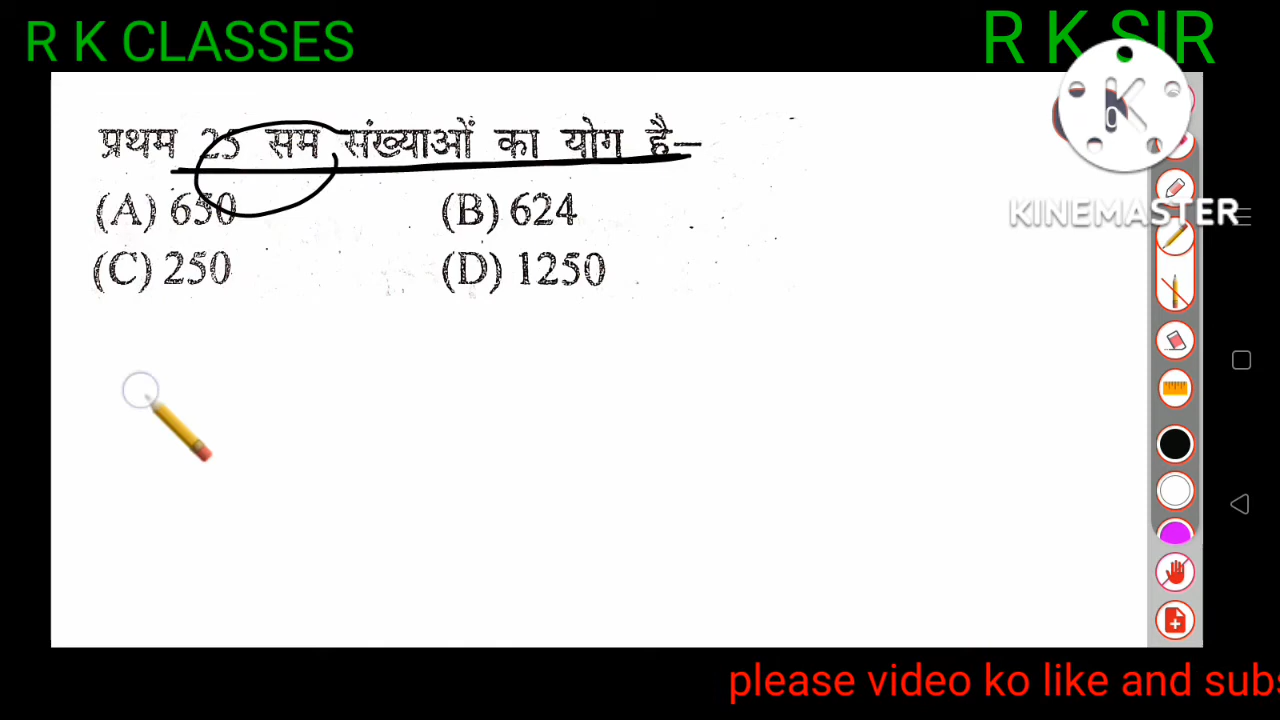 R K CLASSES
R K SIR
प्रथम 25 सम संख्याओं का योग है—
(A) 650 (B) 624
(C) 250 (D) 1250
KINEMASTER
please video ko like and subs